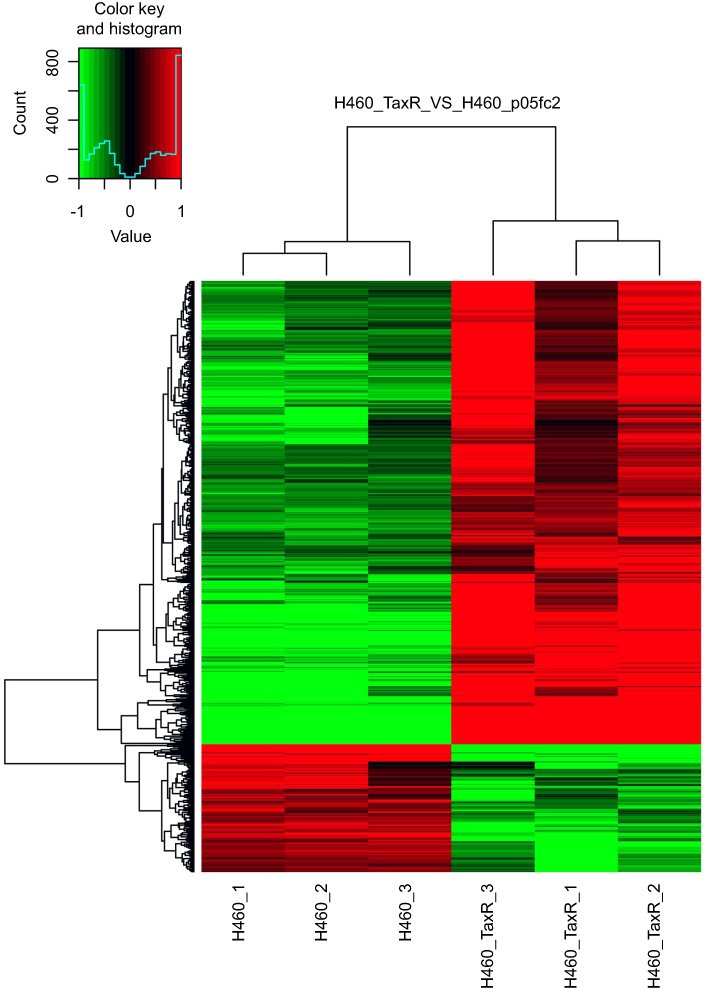 Color key
and histogram
800
400
0
Count
-1 0 1
Value
H460_TaxR_VS_H460_p05fc2
H460_1
H460_2
H460_3
H460_TaxR_3
H460_TaxR_1
H460_TaxR_2